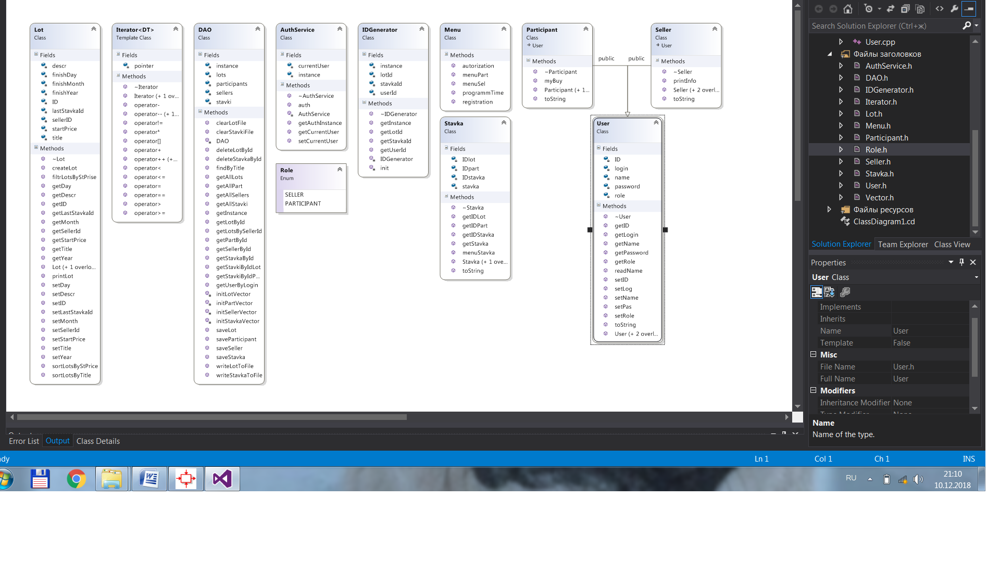 Lot
Class
Fields
descr
finishDay
finishMonth
finishYear
ID
lastStavkaId
sellerID
startPrice
title
Methods
~Lot
createLot
filtrLotsByStPrise
getDay
getDescr
getID
getLastStavkaId
getMonth
getSellerId
getStartPrice
getTitle
getYear
Lot (+ 1 overlo...
printLot
setDay
setDescr
setID
setLastStavkaId
setMonth
setSellerId
setStartPrice
setTitle
setYear
sortLotsByStPrice
sortLotsByTitle
Iterator<DT>
Template Class
Fields
pointer
Methods
~Iterator
Iterator (+ 1 ov...
operator-
operator-- (+ 1...
operator!=
operator*
operator[]
operator+
operator++ (+...
operator<
operator<=
operator=
operator==
operator>
operator>=
DAO
Class
Fields
instance
lots
participants
sellers
stavki
Methods
clearLotFile
clearStavkiFile
DAO
deleteLotById
deleteStavkaById
findByTitle
getAllLots
getAllPart
getAllSellers
getAllStavki
getInstance
getLotById
getLotsBySellerId
getPartById
getSellerById
getStavkaById
getStavkiByIdLot
getStavkiByIdP...
getUserByLogin
initLotVector
initPartVector
initSellerVector
initStavkaVector
saveLot
saveParticipant
saveSeller
saveStavka
writeLotToFile
writeStavkaToFile
AuthService
Class
Fields
currentUser
instance
Methods
~AuthService
auth
AuthService
getAuthInstance
getCurrentUser
setCurrentUser
Role
Enum
SELLER
PARTICIPANT
IDGenerator
Class
Fields
instance
lotId
stavkaId
userId
Methods
~IDGenerator
getInstance
getLotId
getStavkaId
getUserId
IDGenerator
init
Menu
Class
Methods
autorization
menuPart
menuSel
programmTime
registration
Stavka
Class
Fields
IDlot
IDpart
IDstavka
stavka
Methods
~Stavka
getIDLot
getIDPart
getIDStavka
getStavka
menuStavka
Stavka (+ 1 ove...
toString
Participant
Class
User
Methods
~Participant
myBuy
Participant (+ 1...
toString
public
public
Seller
Class
User
Methods
~Seller
printInfo
Seller (+ 2 overl...
toString
User
Class
Fields
ID
login
name
password
role
Methods
~User
getID
getLogin
getName
getPassword
getRole
readName
setID
setLog
setName
setPas
setRole
toString
User (+ 2 overl...
Search Solution Explorer (Ctrl+ж)
User.cpp
Файлы заголовков
AuthService.h
DAO.h
IDGenerator.h
Iterator.h
Lot.h
Menu.h
Participant.h
Role.h
Seller.h
Stavka.h
User.h
Vector.h
Файлы ресурсов
ClassDiagram1.cd
Solution Explorer Team Explorer Class View
Properties
User Class
Implements
Inherits
Name User
Template False
Misc
File Name User.h
Full Name User
Modifiers
Inheritance Modifier None
Name
Name of the type.
Error List Output Class Details
dy
Ln 1 Col 1 Ch 1 INS
RU
21:10
10.12.2018